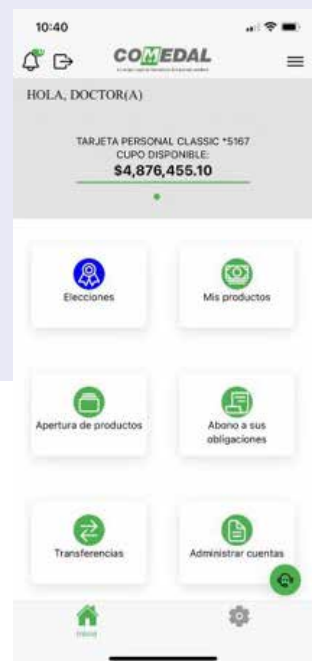 10:40
COMEDAL
HOLA, DOCTOR(A)
TARJETA PERSONAL CLASSIC *5167
CUPO DISPONIBLE:
$4,876,455.10
Elecciones
Mis productos
Apertura de productos
Abono a sus
obligaciones
Transferencias
Administrar cuentas
Inicio